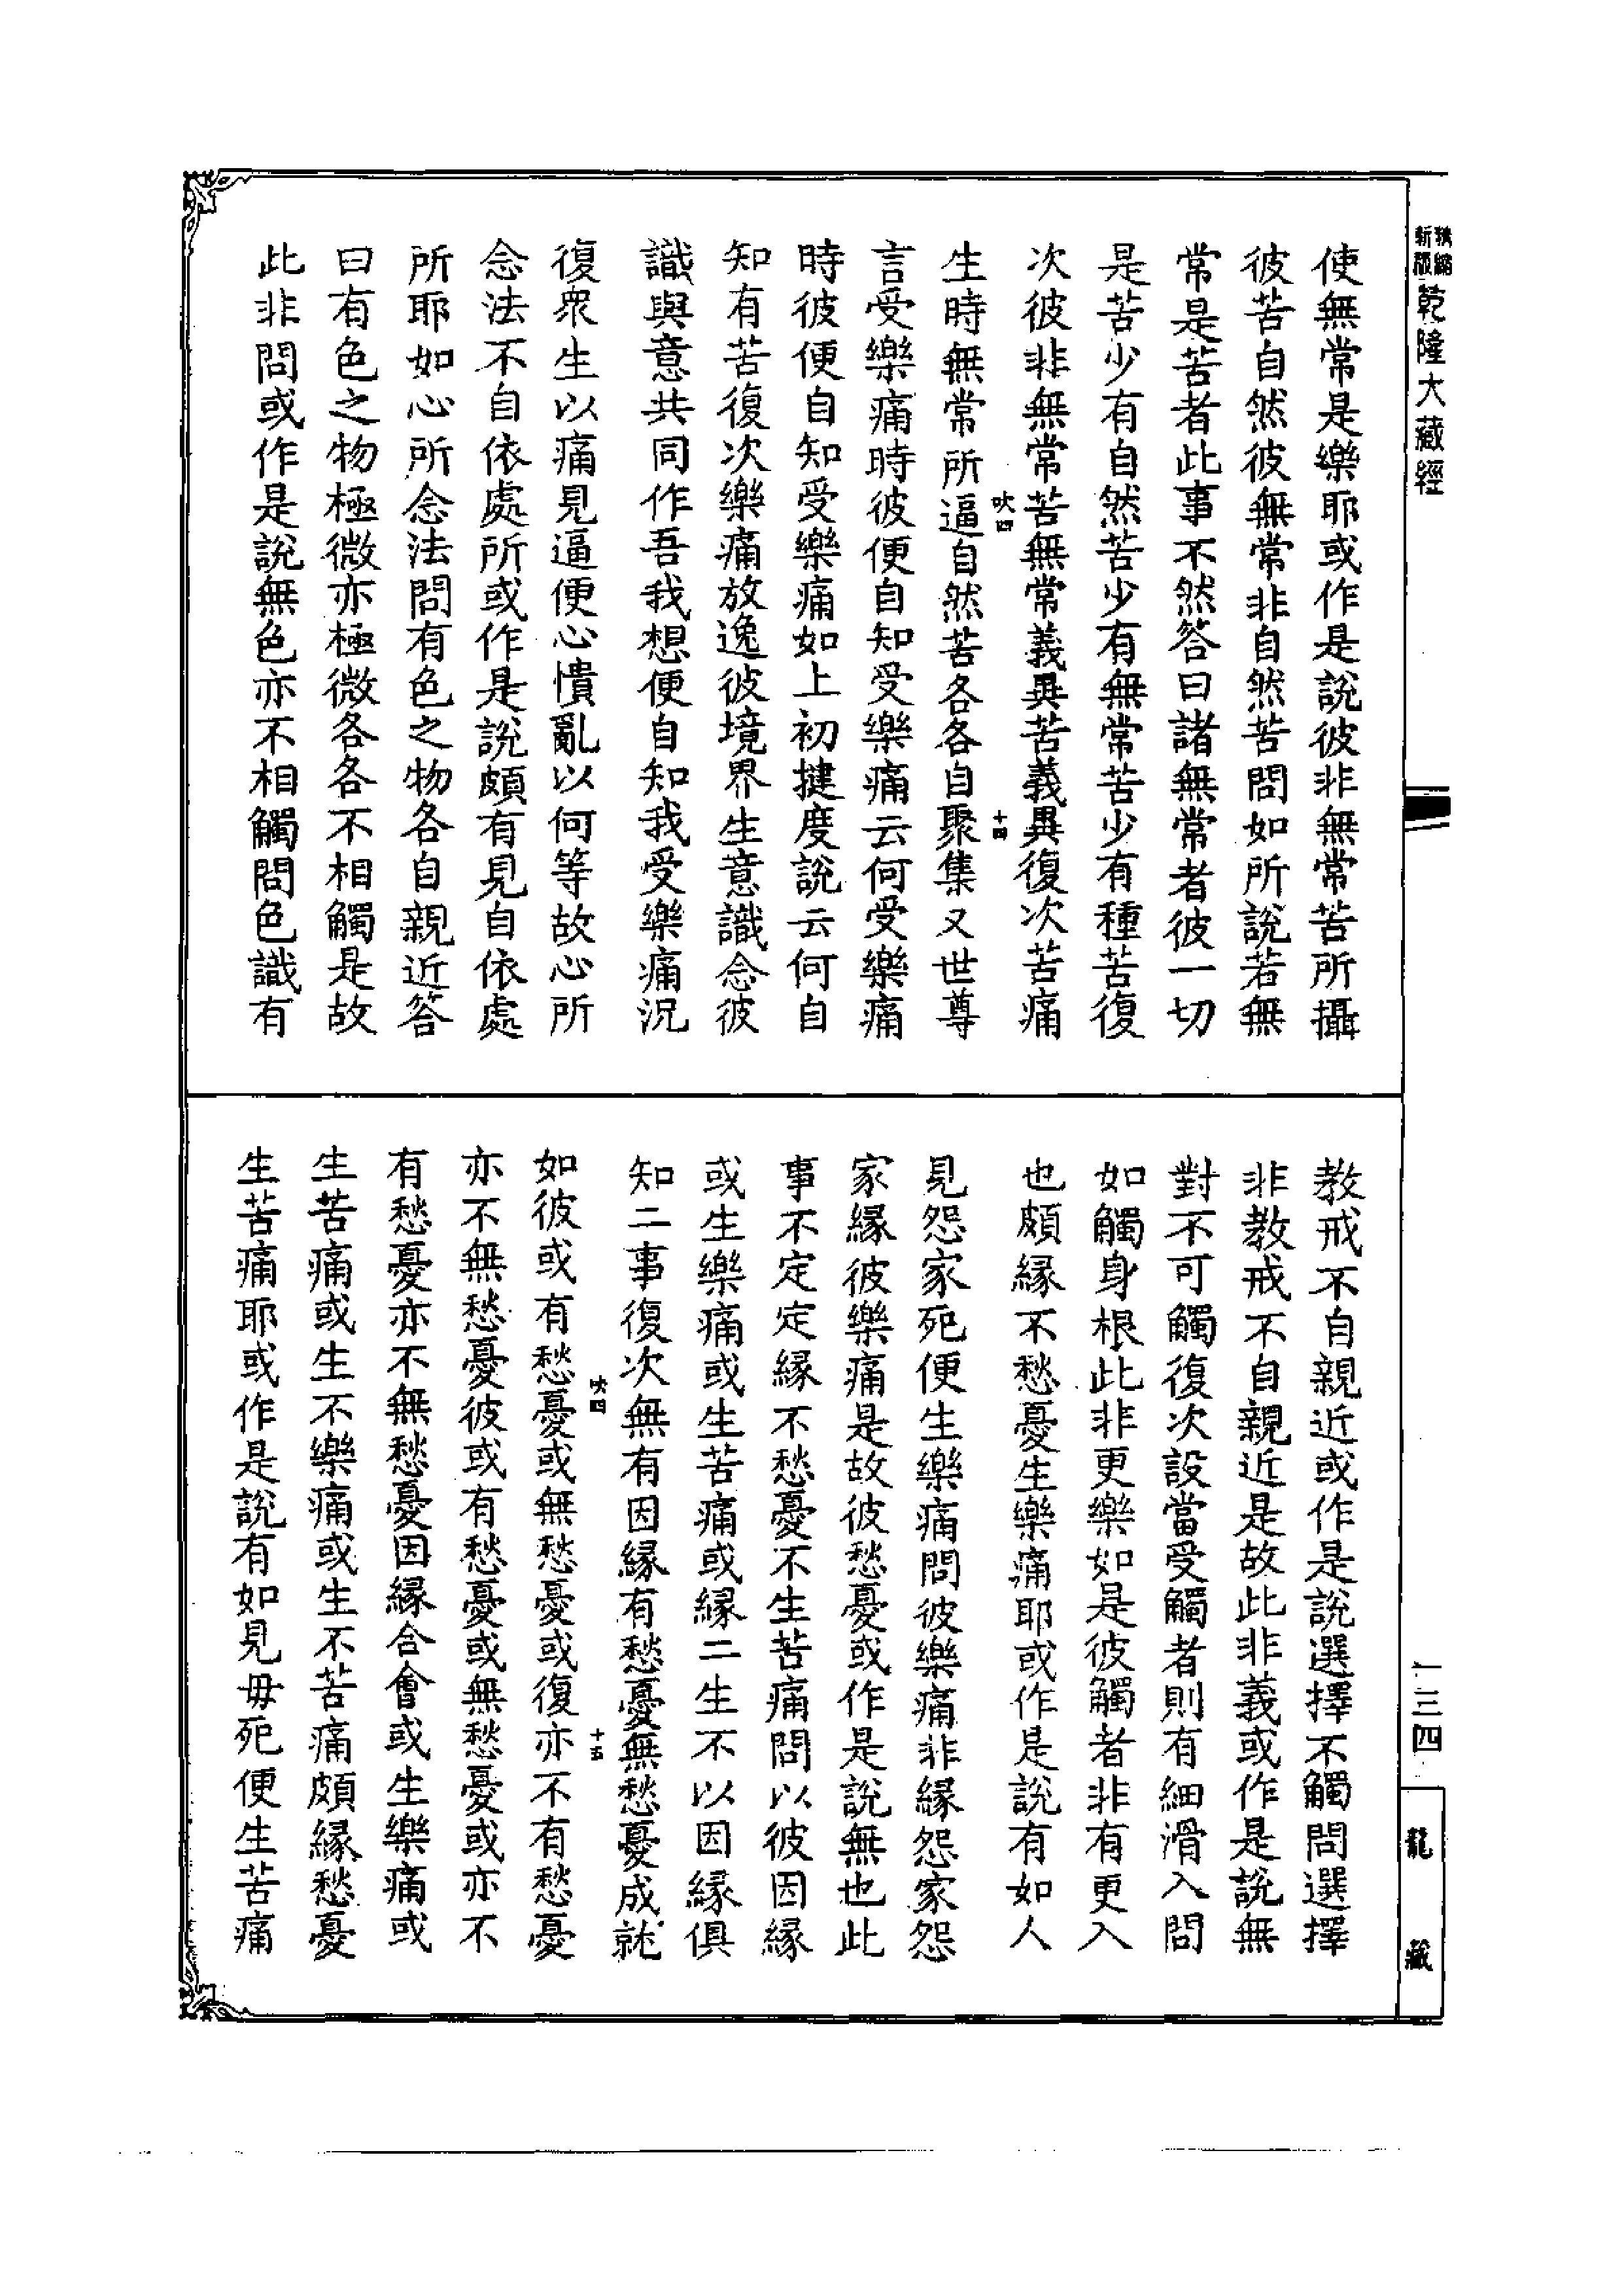 新版精縮乾隆大藏經
使無常是樂耶或作是說彼非無常苦所攝
彼苦自然彼無常非自然苦問如所說若無
常是苦者此事不然答曰諸無常者彼一切
是苦少有自然苦少有無常苦少有種苦復
次彼非無常苦無常義異苦義異復次苦痛
吠四
十四
生時無常所逼自然苦各各自聚集又世尊
言受樂痛時彼便自知受樂痛云何受樂痛
時彼便自知受樂痛如上初揵度說云何自
知有苦復次樂痛放逸彼境界生意識念彼
識與意共同作吾我想便自知我受樂痛況
復衆生以痛見逼便心憒亂以何等故心所
念法不自依處所或作是說頗有見自依處
所耶如心所念法問有色之物各自親近答
曰有色之物極微亦極微各各不相觸是故
此非問或作是說無色亦不相觸問色識有
教戒不自親近或作是說選擇不觸問選擇
非教戒不自親近是故此非義或作是說無
對不可觸復次設當受觸者則有細滑入問
如觸身根此非更樂如是彼觸者非有更入
也頗緣不愁憂生樂痛耶或作是說有如人
見怨家死便生樂痛問彼樂痛非緣怨家怨
家緣彼樂痛是故彼愁憂或作是說無也此
事不定定緣不愁憂不生苦痛問以彼因緣
或生樂痛或生苦痛或緣二生不以因緣俱
知二事復次無有因緣有愁憂無愁憂成就
吠四
十五
如彼或有愁憂或無愁憂或復亦不有愁憂
亦不無愁憂彼或有愁憂或無愁憂或亦不
有愁憂亦不無愁憂因緣合會或生樂痛或
生苦痛或生不樂痛或生不苦痛頗緣愁憂
生苦痛耶或作是說有如見毋死便生苦痛
一三四
龍藏